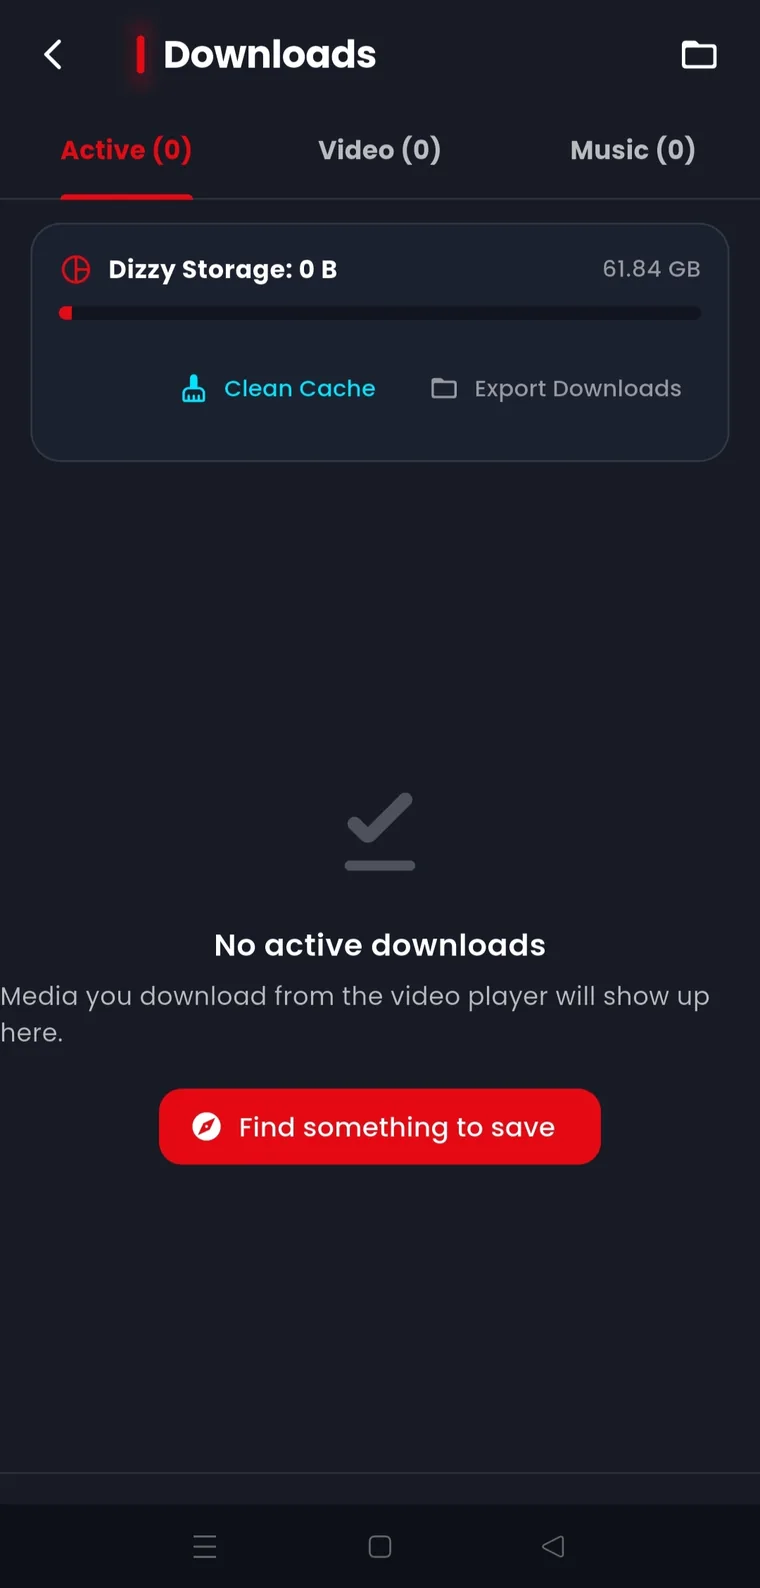 Downloads
Active (0)
Video (0)
Music (0)
Dizzy Storage: 0 B
61.84 GB
Clean Cache
Export Downloads
No active downloads
Media you download from the video player will show up
here.
Find something to save